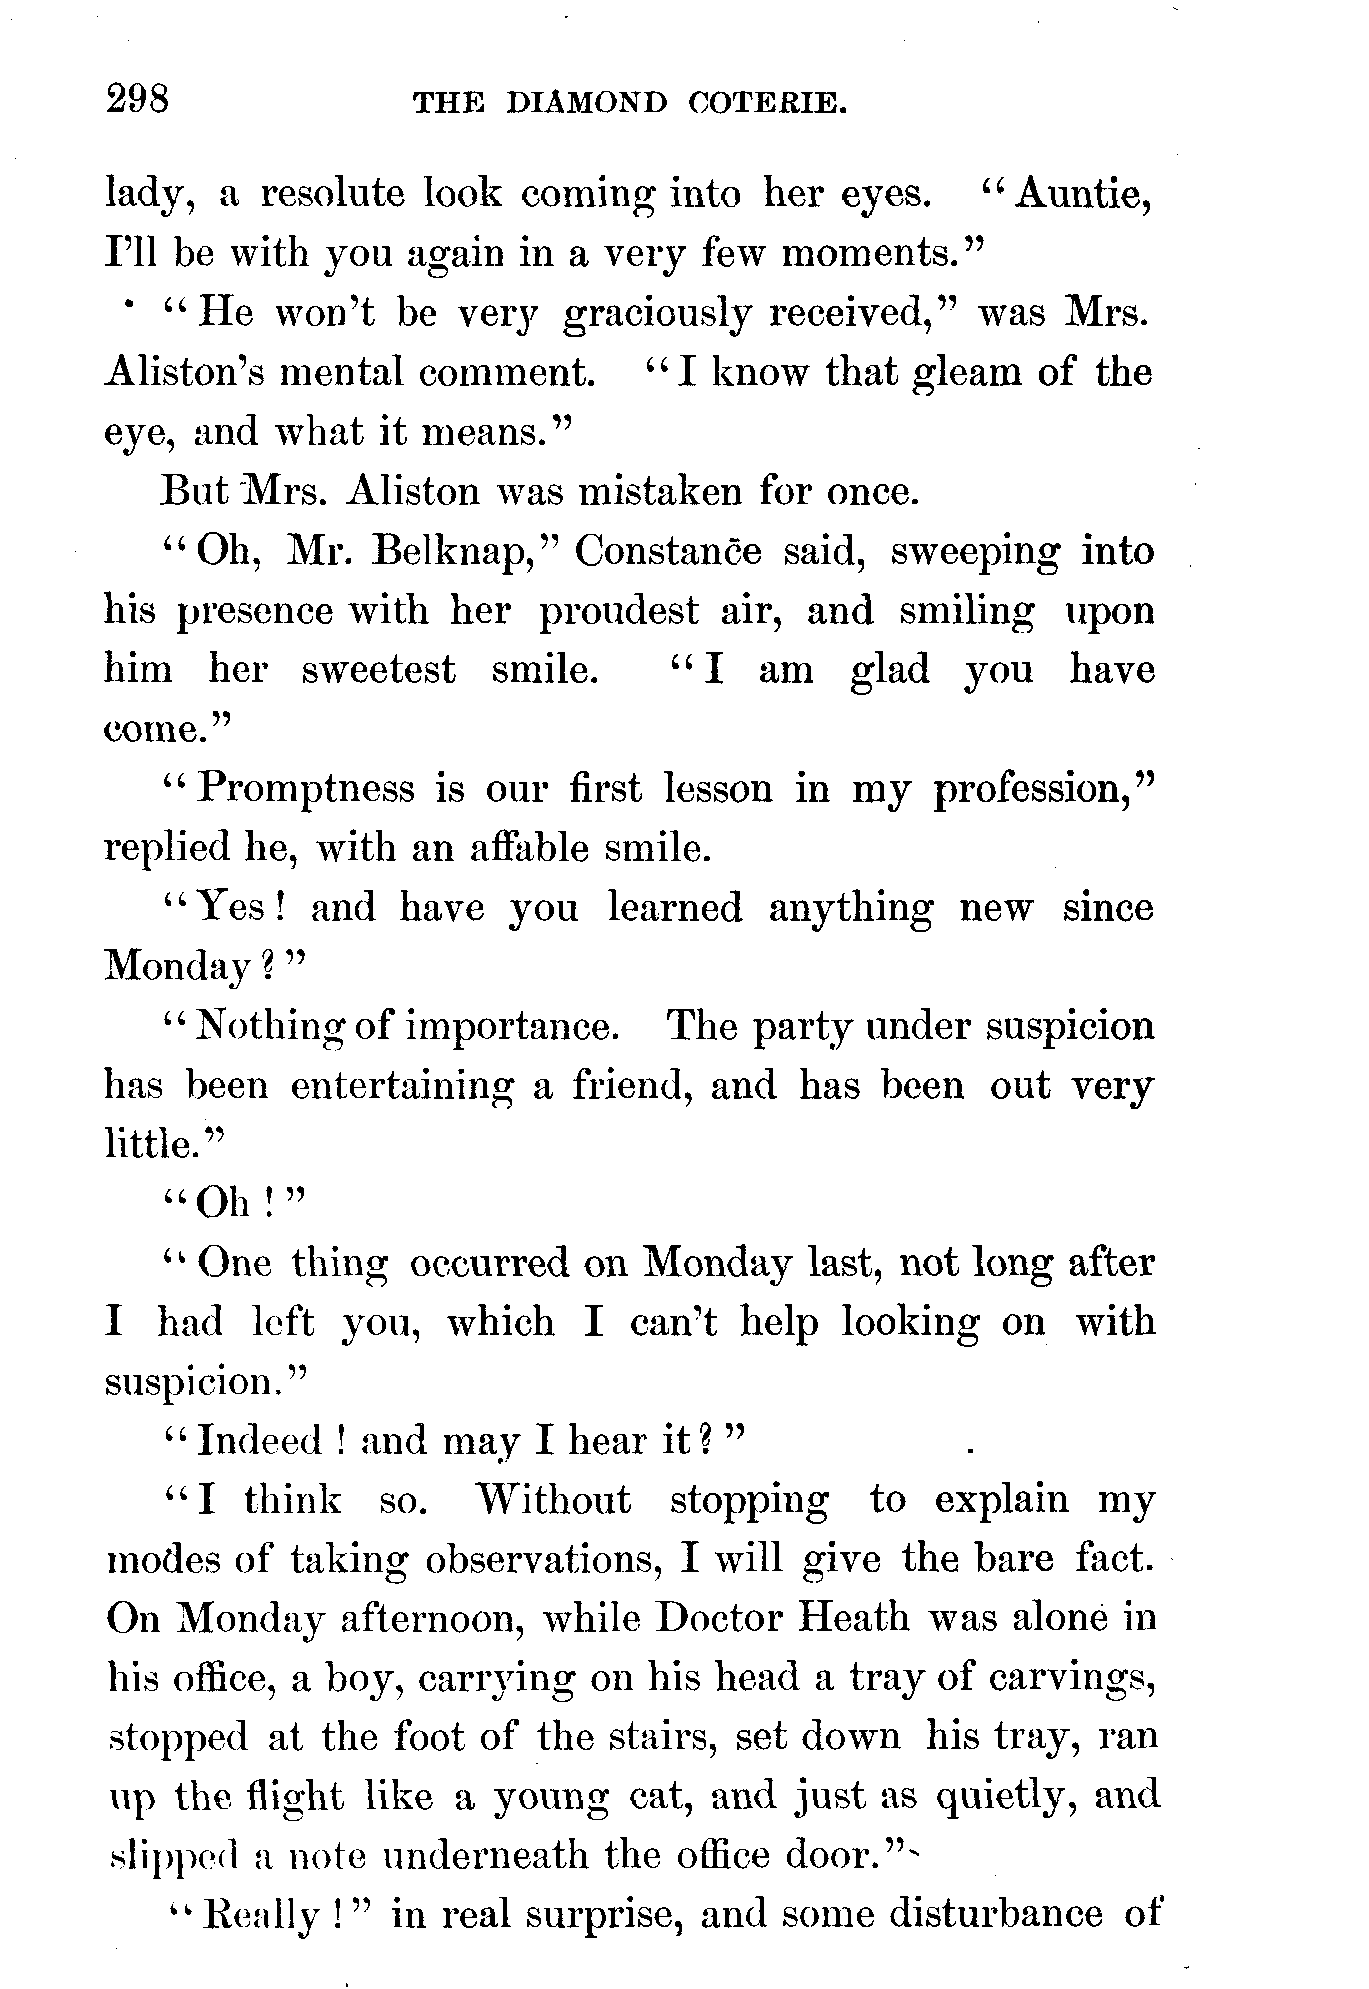 298 THE DIAMOND COTERIE.
lady, a resolute look coming into her eyes. "Auntie,
I'll be with you again in a very few moments."
"He won't be very graciously received," was Mrs.
Aliston's mental comment. "I know that gleam of the
eye, and what it means."
But Mrs. Aliston was mistaken for once.
"Oh, Mr. Belknap," Constance said, sweeping into
his presence with her proudest air, and smiling upon
him her sweetest smile. "I am glad you have
come."
"Promptness is our first lesson in my profession,"
replied he, with an affable smile.
"Yes! and have you learned anything new since
Monday?"
"Nothing of importance. The party under suspicion
has been entertaining a friend, and has been out very
little."
"Oh!"
"One thing occurred on Monday last, not long after
I had left you, which I can't help looking on with
suspicion."
"Indeed! and may I hear it?"
"I think so. Without stopping to explain my
modes of taking observations, I will give the bare fact.
On Monday afternoon, while Doctor Heath was alone in
his office, a boy, carrying on his head a tray of carvings,
stopped at the foot of the stairs, set down his tray, ran
up the flight like a young cat, and just as quietly, and
slipped a note underneath the office door."
"Really!" in real surprise, and some disturbance of